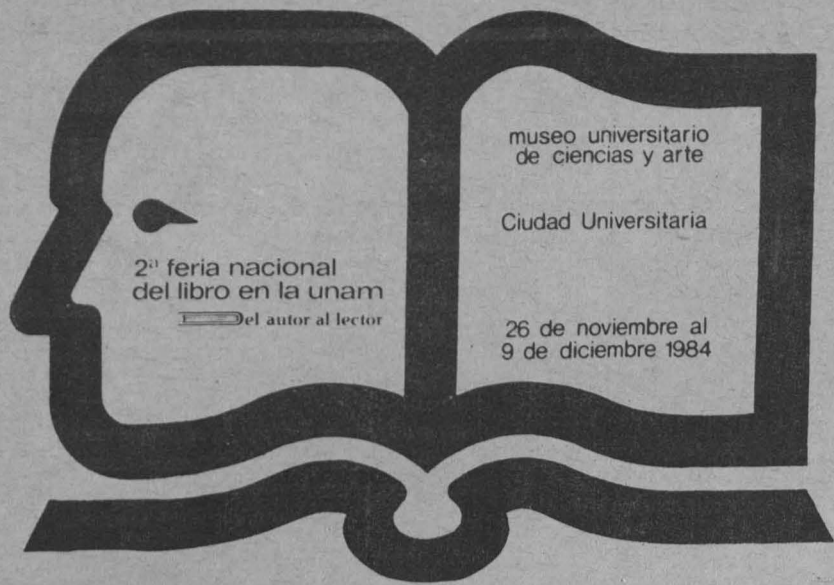 2ª feria nacional
del libro en la unam
Del autor al lector
museo universitario
de ciencias y arte
Ciudad Universitaria
26 de noviembre al
9 de diciembre 1984